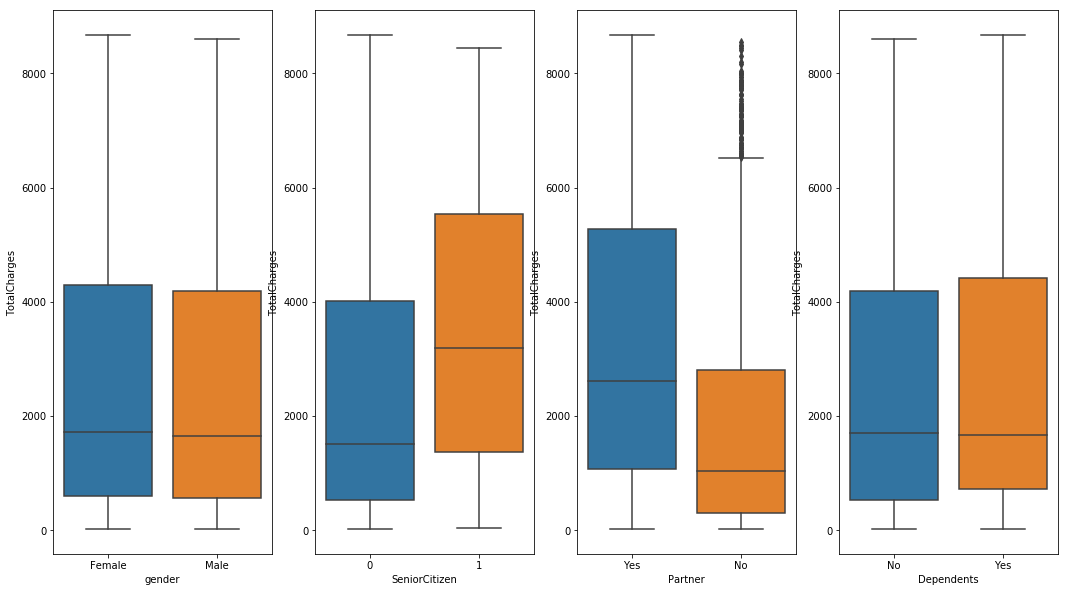 TotalCharges
8000
6000
4000
2000
0
Female Male
gender
TotalCharges
8000
6000
4000
2000
0
0 1
SeniorCitizen
TotalCharges
8000
6000
4000
2000
0
Yes No
Partner
TotalCharges
8000
6000
4000
2000
0
No Yes
Dependents